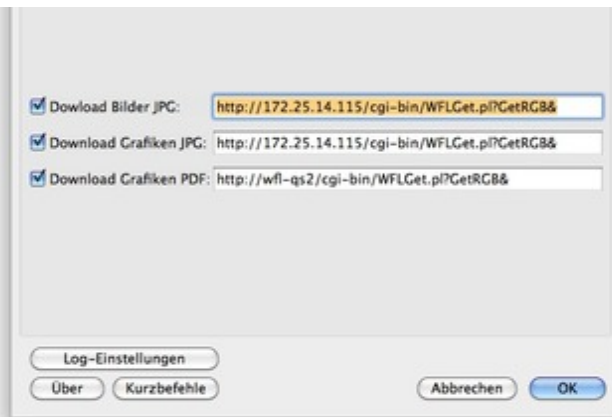 Dowload Bilder JPG: http://172.25.14.115/cgi-bin/WFLGet.pl?GetRGB&
Download Grafiken JPG: http://172.25.14.115/cgi-bin/WFLGet.pl?GetRGB&
Download Grafiken PDF: http://wfl-qs2/cgi-bin/WFLGet.pl?GetRGB&
Log-Einstellungen
Über Kurzbefehle Abbrechen OK